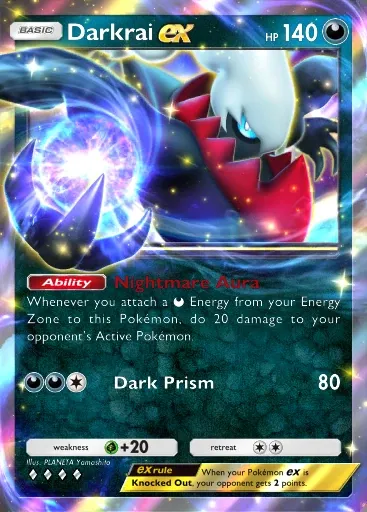 BASIC Darkrai ex HP 140
Ability Nightmare Aura
Whenever you attach a Energy from your Energy
Zone to this Pokémon, do 20 damage to your
opponent's Active Pokémon.
Dark Prism 80
weakness +20 retreat
Illus. PLANETA Yamashita
ex rule When your Pokémon ex is
Knocked Out, your opponent gets 2 points.